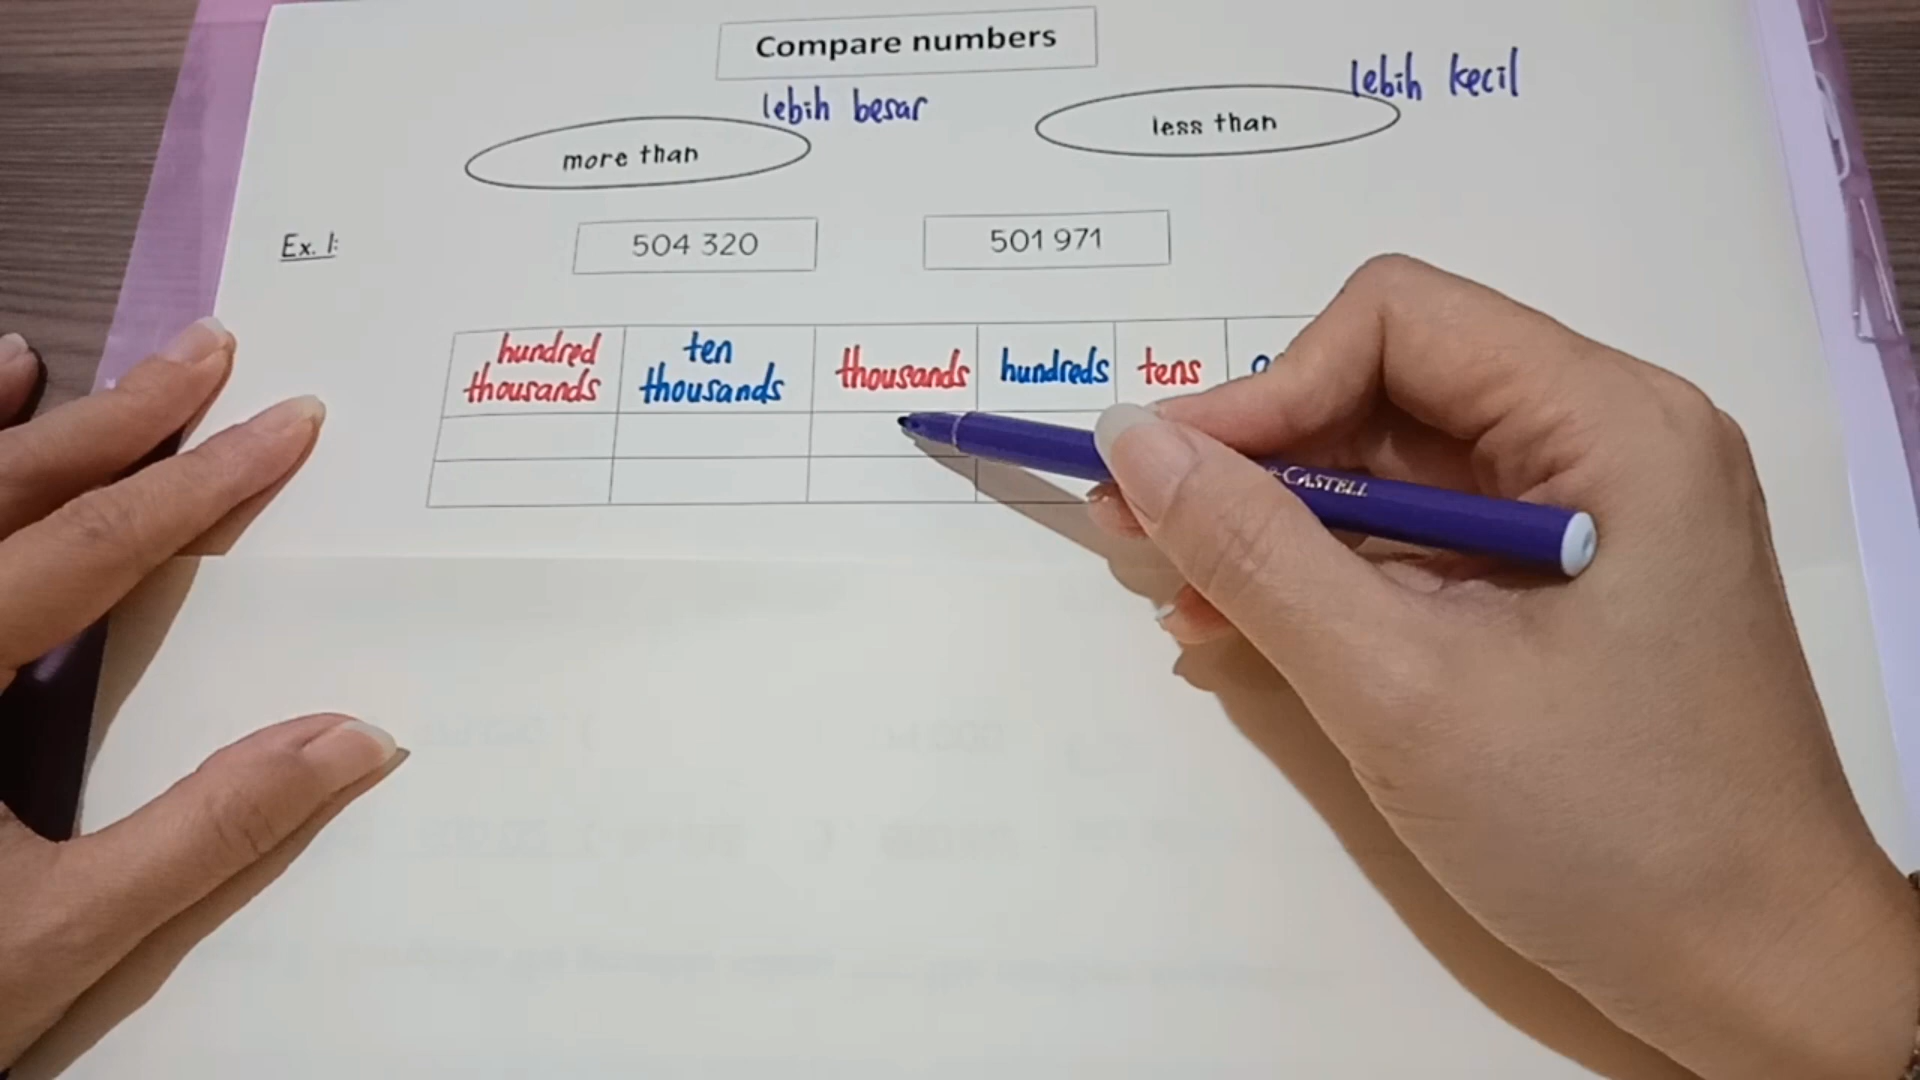 Compare numbers
lebih besar
lebih kecil
more than
less than
Ex. 1:
504 320
501 971
hundred thousands
ten thousands
thousands
hundreds
tens
CASTELL